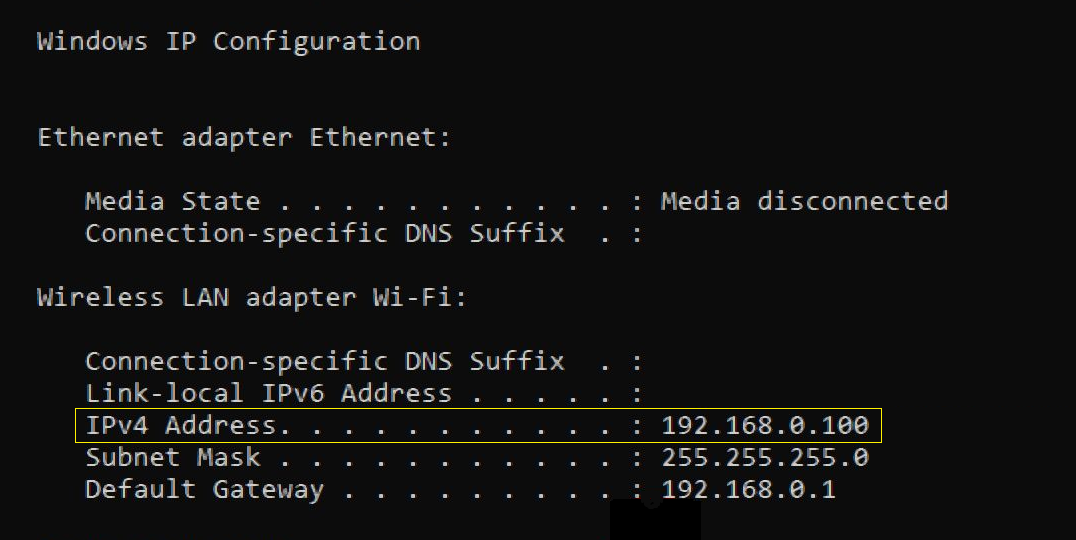 Windows IP Configuration
Ethernet adapter Ethernet:
Media State . . . . . . . . . . . : Media disconnected
Connection-specific DNS Suffix  . :
Wireless LAN adapter Wi-Fi:
Connection-specific DNS Suffix  . :
Link-local IPv6 Address . . . . . :
IPv4 Address. . . . . . . . . . . : 192.168.0.100
Subnet Mask . . . . . . . . . . . : 255.255.255.0
Default Gateway . . . . . . . . . : 192.168.0.1